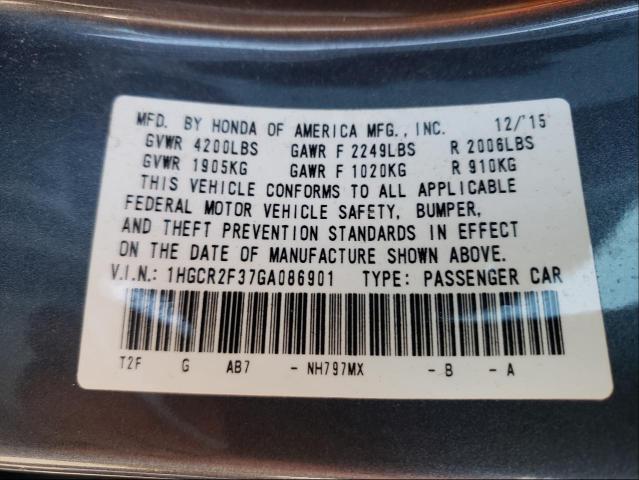 MFD. BY HONDA OF AMERICA MFG., INC. 12/15
GVWR 4200LBS GAWR F 2249LBS R 2006LBS
GVWR 1905KG GAWR F 1020KG R 910KG
THIS VEHICLE CONFORMS TO ALL APPLICABLE
FEDERAL MOTOR VEHICLE SAFETY, BUMPER,
AND THEFT PREVENTION STANDARDS IN EFFECT
ON THE DATE OF MANUFACTURE SHOWN ABOVE.
V.I.N.: 1HGCR2F37GA086901 TYPE: PASSENGER CAR
T2F G AB7 - NH797MX - B - A